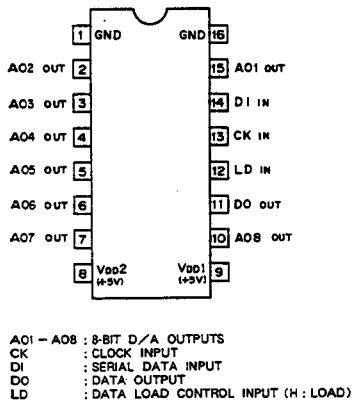 1 GND GND 16
AO2 OUT 2 15 AO1 OUT
AO3 OUT 3 14 DI IN
AO4 OUT 4 13 CK IN
AO5 OUT 5 12 LD IN
AO6 OUT 6 11 DO OUT
AO7 OUT 7 10 AO8 OUT
8 VDD2 VDD1 9
(+5V) (+5V)
AO1 - AO8 : 8-BIT D/A OUTPUTS
CK : CLOCK INPUT
DI : SERIAL DATA INPUT
DO : DATA OUTPUT
LD : DATA LOAD CONTROL INPUT (H : LOAD)